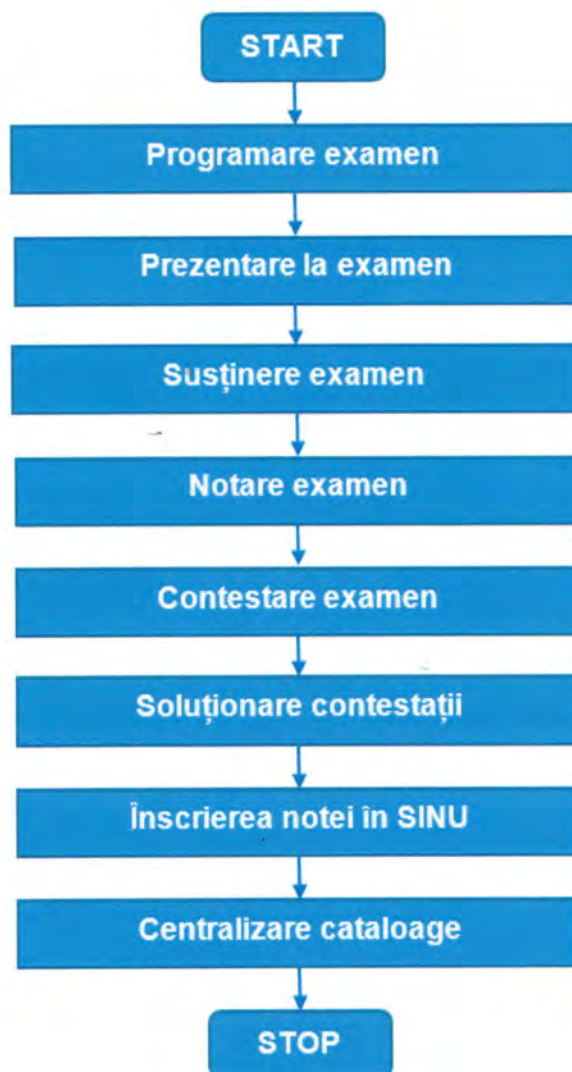 START
Programare examen
Prezentare la examen
Susținere examen
Notare examen
Contestare examen
Soluționare contestații
Înscrierea notei în SINU
Centralizare cataloage
STOP